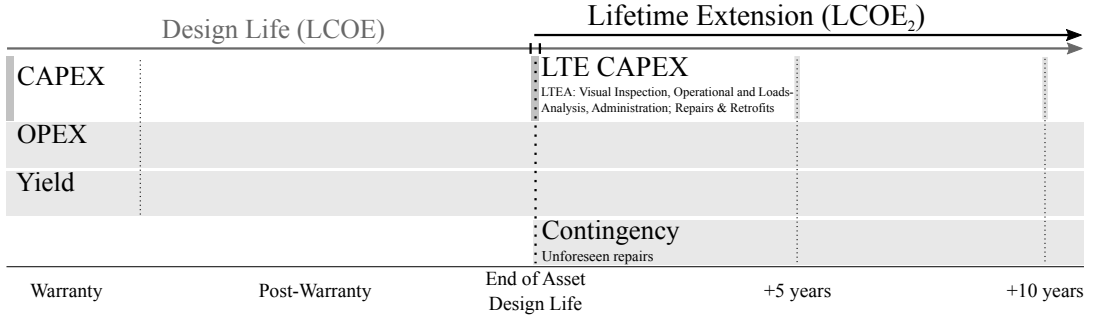 Design Life (LCOE)
Lifetime Extension (LCOE₂)
CAPEX
LTE CAPEX
LTEA: Visual Inspection, Operational and Loads-
Analysis, Administration; Repairs & Retrofits
OPEX
Yield
Contingency
Unforeseen repairs
Warranty
Post-Warranty
End of Asset
Design Life
+5 years
+10 years